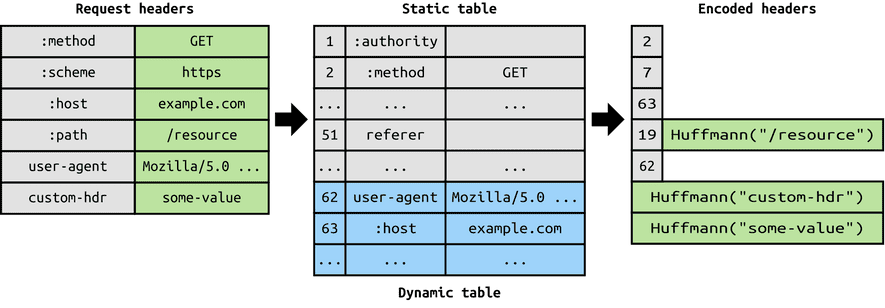 Request headers
:method GET
:scheme https
:host example.com
:path /resource
user-agent Mozilla/5.0 ...
custom-hdr some-value
Static table
1 :authority
2 :method GET
... ... ...
51 referer
... ... ...
62 user-agent Mozilla/5.0 ...
63 :host example.com
... ... ...
Dynamic table
Encoded headers
2
7
63
19 Huffmann("/resource")
62
Huffmann("custom-hdr")
Huffmann("some-value")